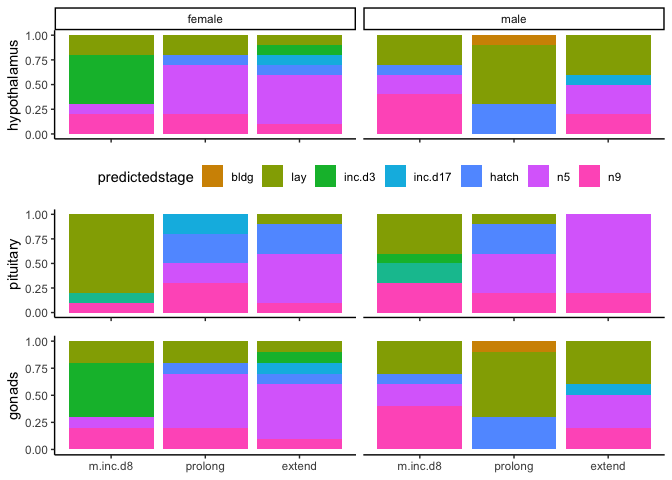 female male
hypothalamus
1.00
0.75
0.50
0.25
0.00
predictedstage bldg lay inc.d3 inc.d17 hatch n5 n9
pituitary
1.00
0.75
0.50
0.25
0.00
gonads
1.00
0.75
0.50
0.25
0.00
m.inc.d8 prolong extend m.inc.d8 prolong extend